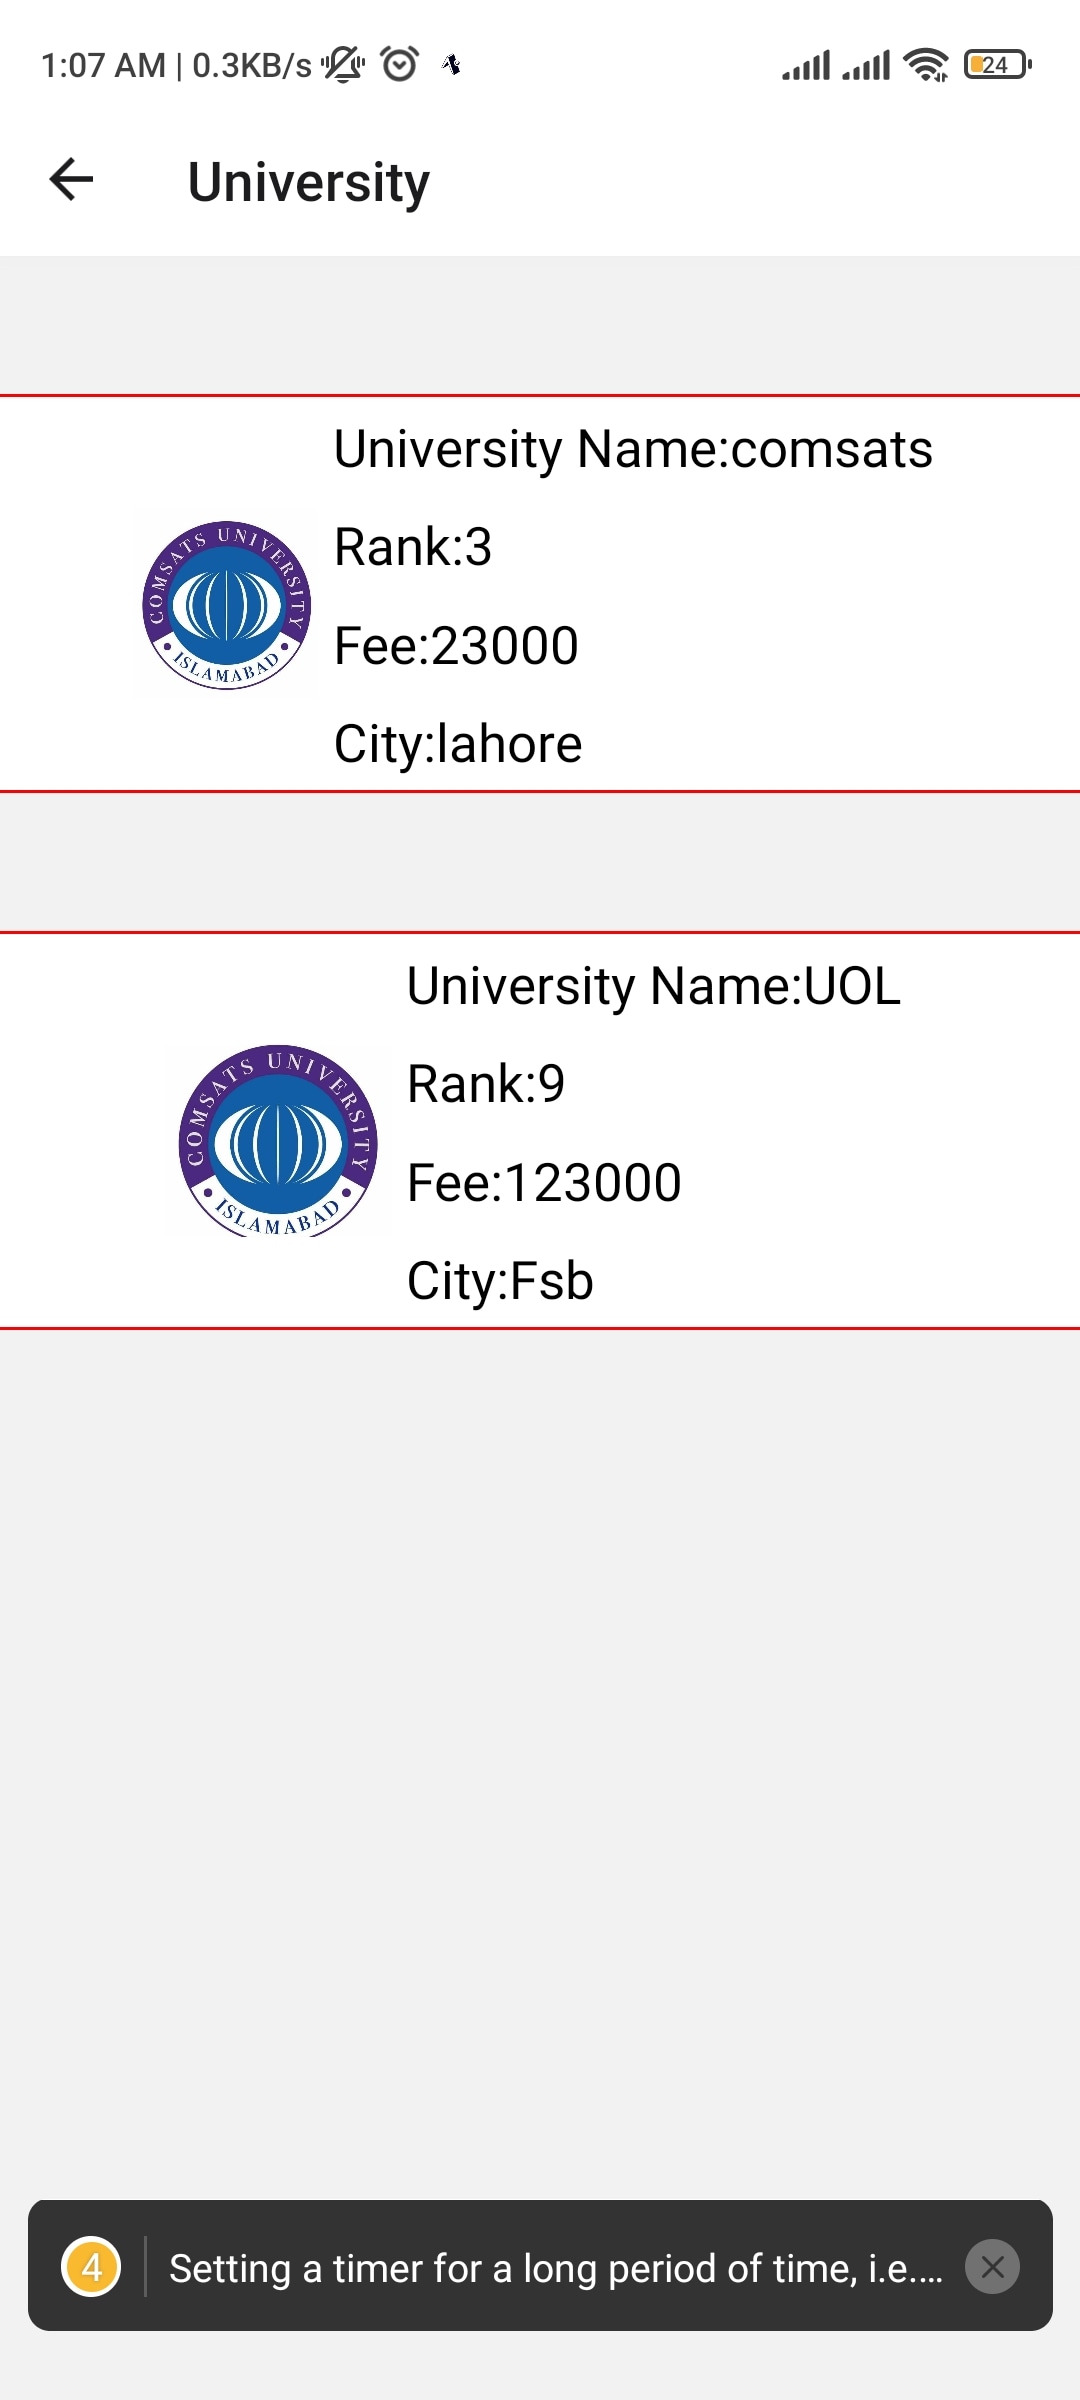 1:07 AM | 0.3KB/s
24
University
University Name:comsats
Rank:3
Fee:23000
City:lahore
COMSATS UNIVERSITY
ISLAMABAD
University Name:UOL
Rank:9
Fee:123000
City:Fsb
COMSATS UNIVERSITY
ISLAMABAD
4
Setting a timer for a long period of time, i.e....